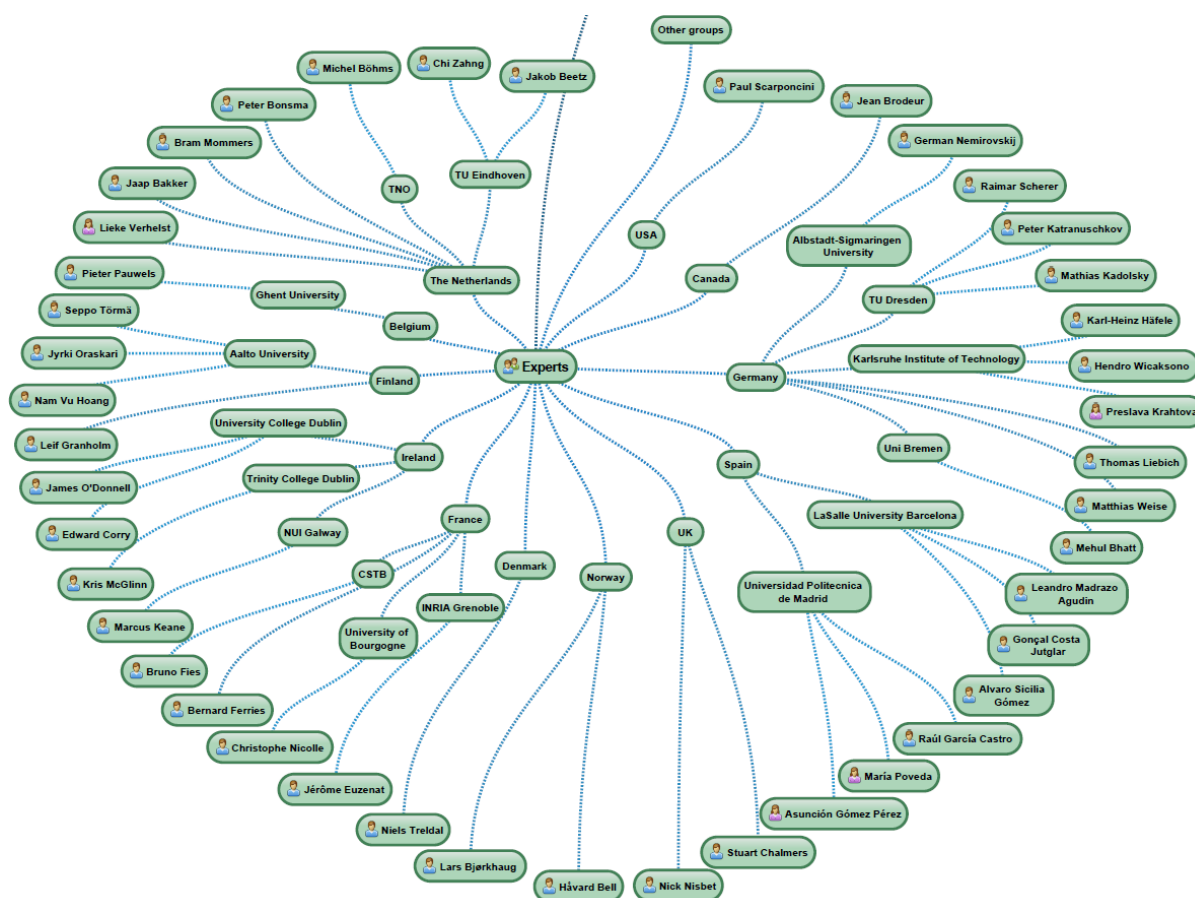 Other groups
Michel Böhms
Chi Zahng
Jakob Beetz
Paul Scarponcini
Jean Brodeur
Peter Bonsma
German Nemirovskij
Bram Mommers
TNO
TU Eindhoven
Raimar Scherer
Jaap Bakker
Lieke Verhelst
USA
Albstadt-Sigmaringen
University
Peter Katranuschkov
Pieter Pauwels
The Netherlands
Canada
Mathias Kadolsky
Ghent University
TU Dresden
Seppo Törmä
Belgium
Karl-Heinz Häfele
Jyrki Oraskari
Aalto University
Experts
Karlsruhe Institute of Technology
Hendro Wicaksono
Finland
Germany
Nam Vu Hoang
Preslava Krahtova
University College Dublin
Leif Granholm
Ireland
Spain
Uni Bremen
Thomas Liebich
James O'Donnell
Trinity College Dublin
Matthias Weise
LaSalle University Barcelona
Edward Corry
NUI Galway
France
UK
Mehul Bhatt
Kris McGlinn
CSTB
Denmark
Norway
Universidad Politecnica
de Madrid
Leandro Madrazo
Agudin
Marcus Keane
University of
Bourgogne
INRIA Grenoble
Gonçal Costa
Jutglar
Bruno Fies
Alvaro Sicilia
Gómez
Bernard Ferries
Raúl García Castro
Christophe Nicolle
María Poveda
Jérôme Euzenat
Asunción Gómez Pérez
Niels Treldal
Stuart Chalmers
Lars Bjørkhaug
Håvard Bell
Nick Nisbet